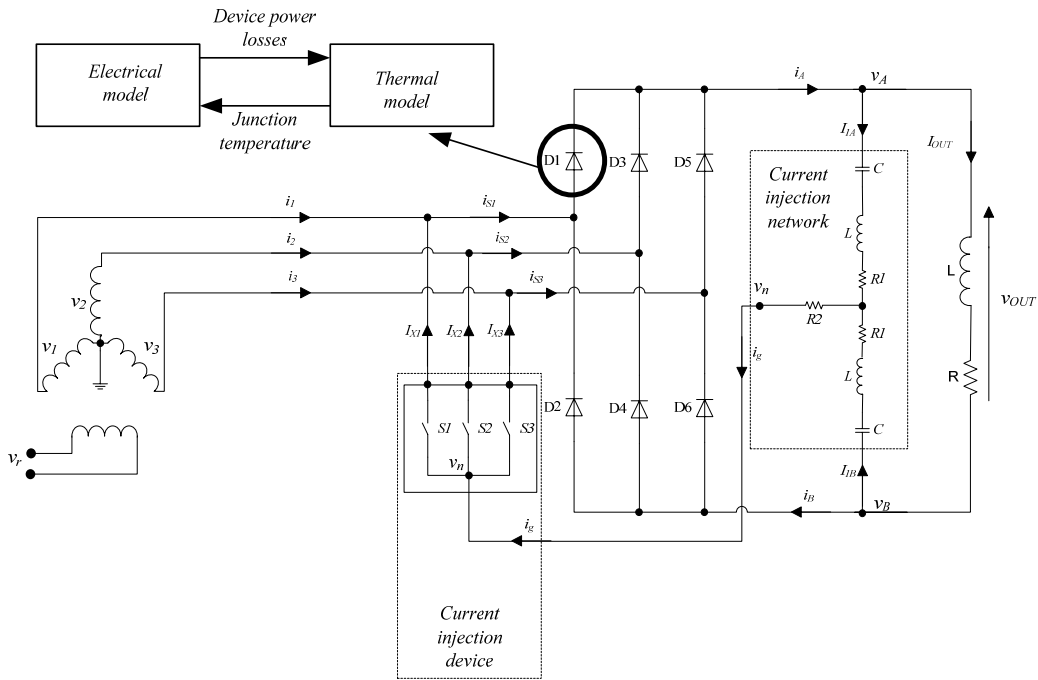 Device power
losses
Electrical
model
Thermal
model
Junction
temperature
i_A
v_A
I_IA
I_OUT
D1
D3
D5
C
Current
injection
network
L
R1
i_1
i_S1
i_2
i_S2
i_3
i_S3
v_n
R2
R1
L
v_OUT
v_2
v_1
v_3
I_X1
I_X2
I_X3
i_g
L
R
D2
D4
D6
S1
S2
S3
C
v_n
v_r
I_IB
i_B
v_B
i_g
Current
injection
device